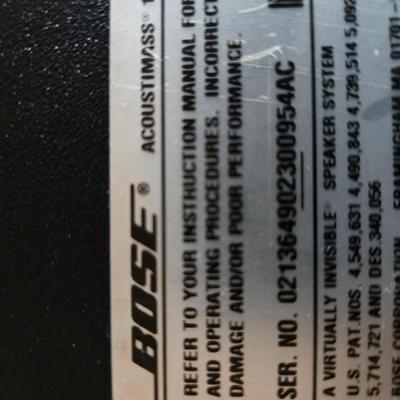 BOSE® ACOUSTIMASS® 1
REFER TO YOUR INSTRUCTION MANUAL FOR
AND OPERATING PROCEDURES. INCORRECT
DAMAGE AND/OR POOR PERFORMANCE.
SER. NO. 021364902300954AC
A VIRTUALLY INVISIBLE® SPEAKER SYSTEM
U.S. PAT.NOS. 4,549,631 4,490,843 4,739,514 5,092
5,714,721 AND DES.340,056
BOSE CORPORATION FRAMINGHAM MA 01701